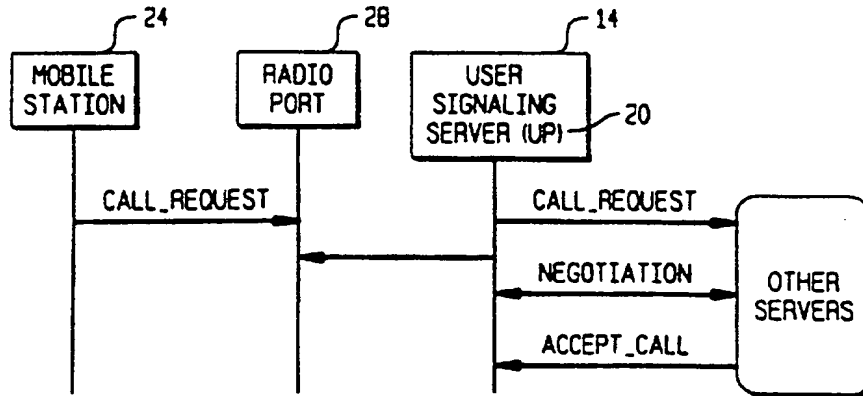 24
28
14
MOBILE
STATION
RADIO
PORT
USER
SIGNALING
SERVER (UP)
20
CALL_REQUEST
CALL_REQUEST
NEGOTIATION
ACCEPT_CALL
OTHER
SERVERS